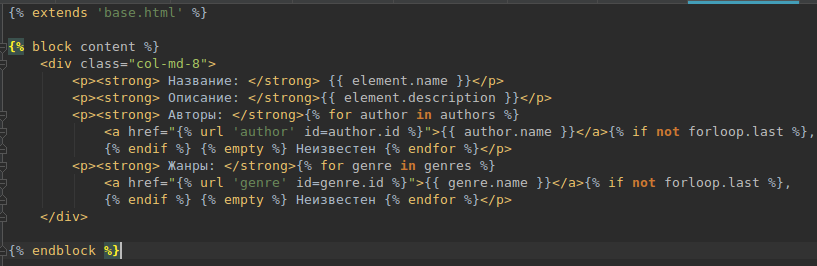 {% extends 'base.html' %}
{% block content %}
<div class="col-md-8">
<p><strong> Название: </strong> {{ element.name }}</p>
<p><strong> Описание: </strong>{{ element.description }}</p>
<p><strong> Авторы: </strong>{% for author in authors %}
<a href="{% url 'author' id=author.id %}">{{ author.name }}</a>{% if not forloop.last %},
{% endif %} {% empty %} Неизвестен {% endfor %}</p>
<p><strong> Жанры: </strong>{% for genre in genres %}
<a href="{% url 'genre' id=genre.id %}">{{ genre.name }}</a>{% if not forloop.last %},
{% endif %} {% empty %} Неизвестен {% endfor %}</p>
</div>
{% endblock %}